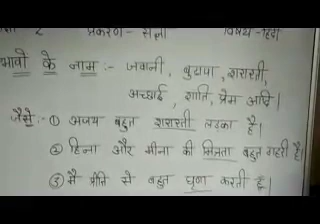 2 प्रकरण- संज्ञा विषय-हिंदी
भावों के नाम :- जवानी, बुढ़ापा, शरारती,
अच्छाई, शांति, प्रेम आदि।
जैसे :- ① अजय बहुत शरारती लड़का है।
② हिना और मीना की मित्रता बहुत गहरी है।
③ मै प्रीति से बहुत घृणा करती हूँ।